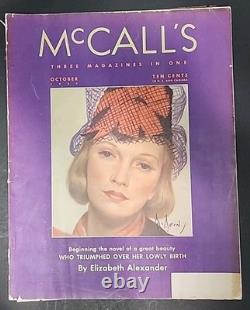 McCALL'S
THREE MAGAZINES IN ONE
OCTOBER
TEN CENTS
Beginning the novel of a great beauty
WHO TRIUMPHED OVER HER LOWLY BIRTH
By Elizabeth Alexander